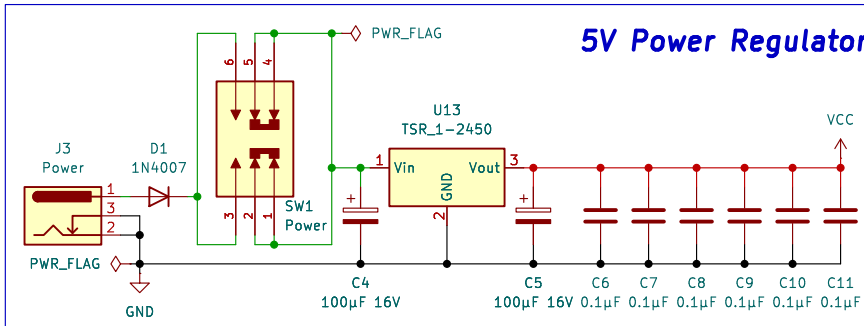 5V Power Regulator
PWR_FLAG
6
5
4
U13
TSR_1-2450
VCC
J3
Power
D1
1N4007
1
Vin
Vout
3
GND
2
1
3
2
SW1
Power
3
2
1
+
+
PWR_FLAG
GND
C4
100µF 16V
C5
100µF 16V
C6
0.1µF
C7
0.1µF
C8
0.1µF
C9
0.1µF
C10
0.1µF
C11
0.1µF